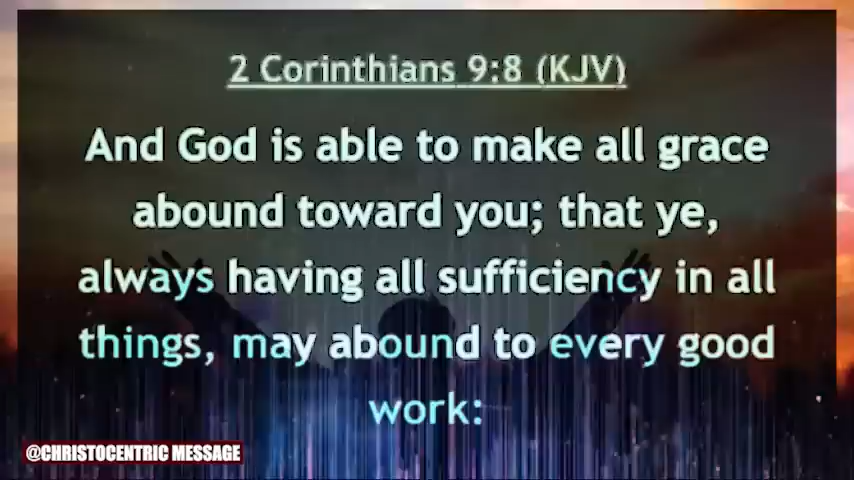 2 Corinthians 9:8 (KJV)
And God is able to make all grace
abound toward you; that ye,
always having all sufficiency in all
things, may abound to every good
work:
@CHRISTOCENTRIC MESSAGE